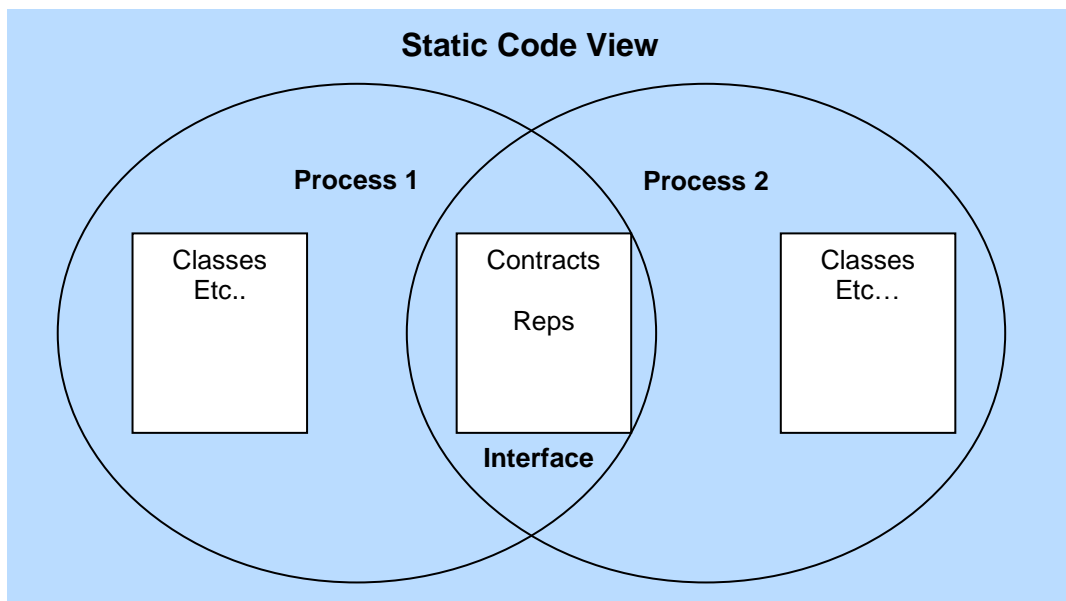 Static Code View
Process 1
Process 2
Classes
Etc..
Contracts
Reps
Classes
Etc…
Interface